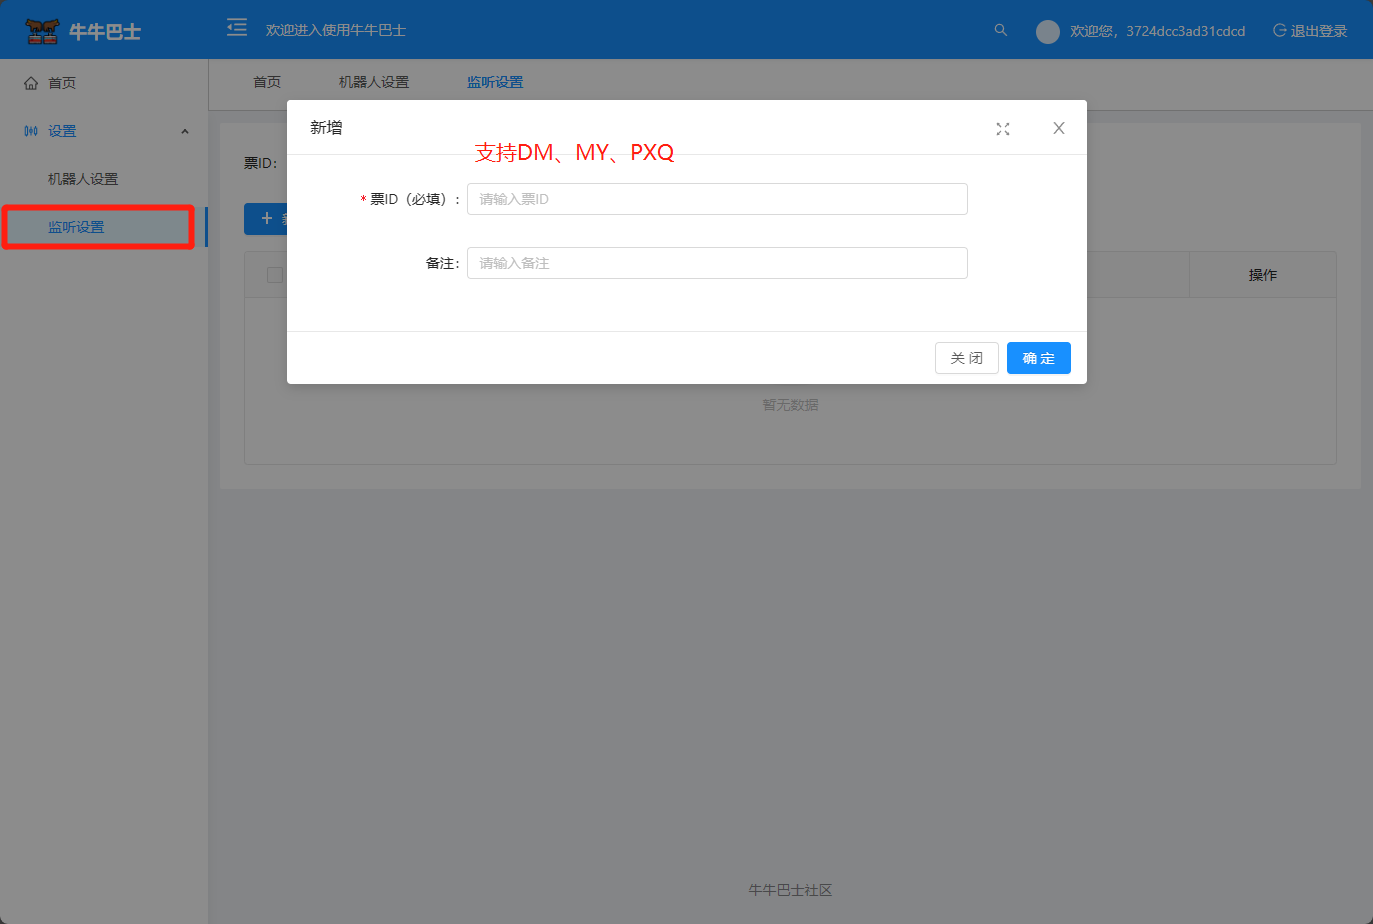 牛牛巴士
欢迎进入使用牛牛巴士
欢迎您，3724dcc3ad31cdcd
退出登录
首页
设置
机器人设置
监听设置
首页
机器人设置
监听设置
票ID：
新增
支持DM、MY、PXQ
* 票ID（必填）：
请输入票ID
备注：
请输入备注
关 闭
确 定
操作
暂无数据
牛牛巴士社区